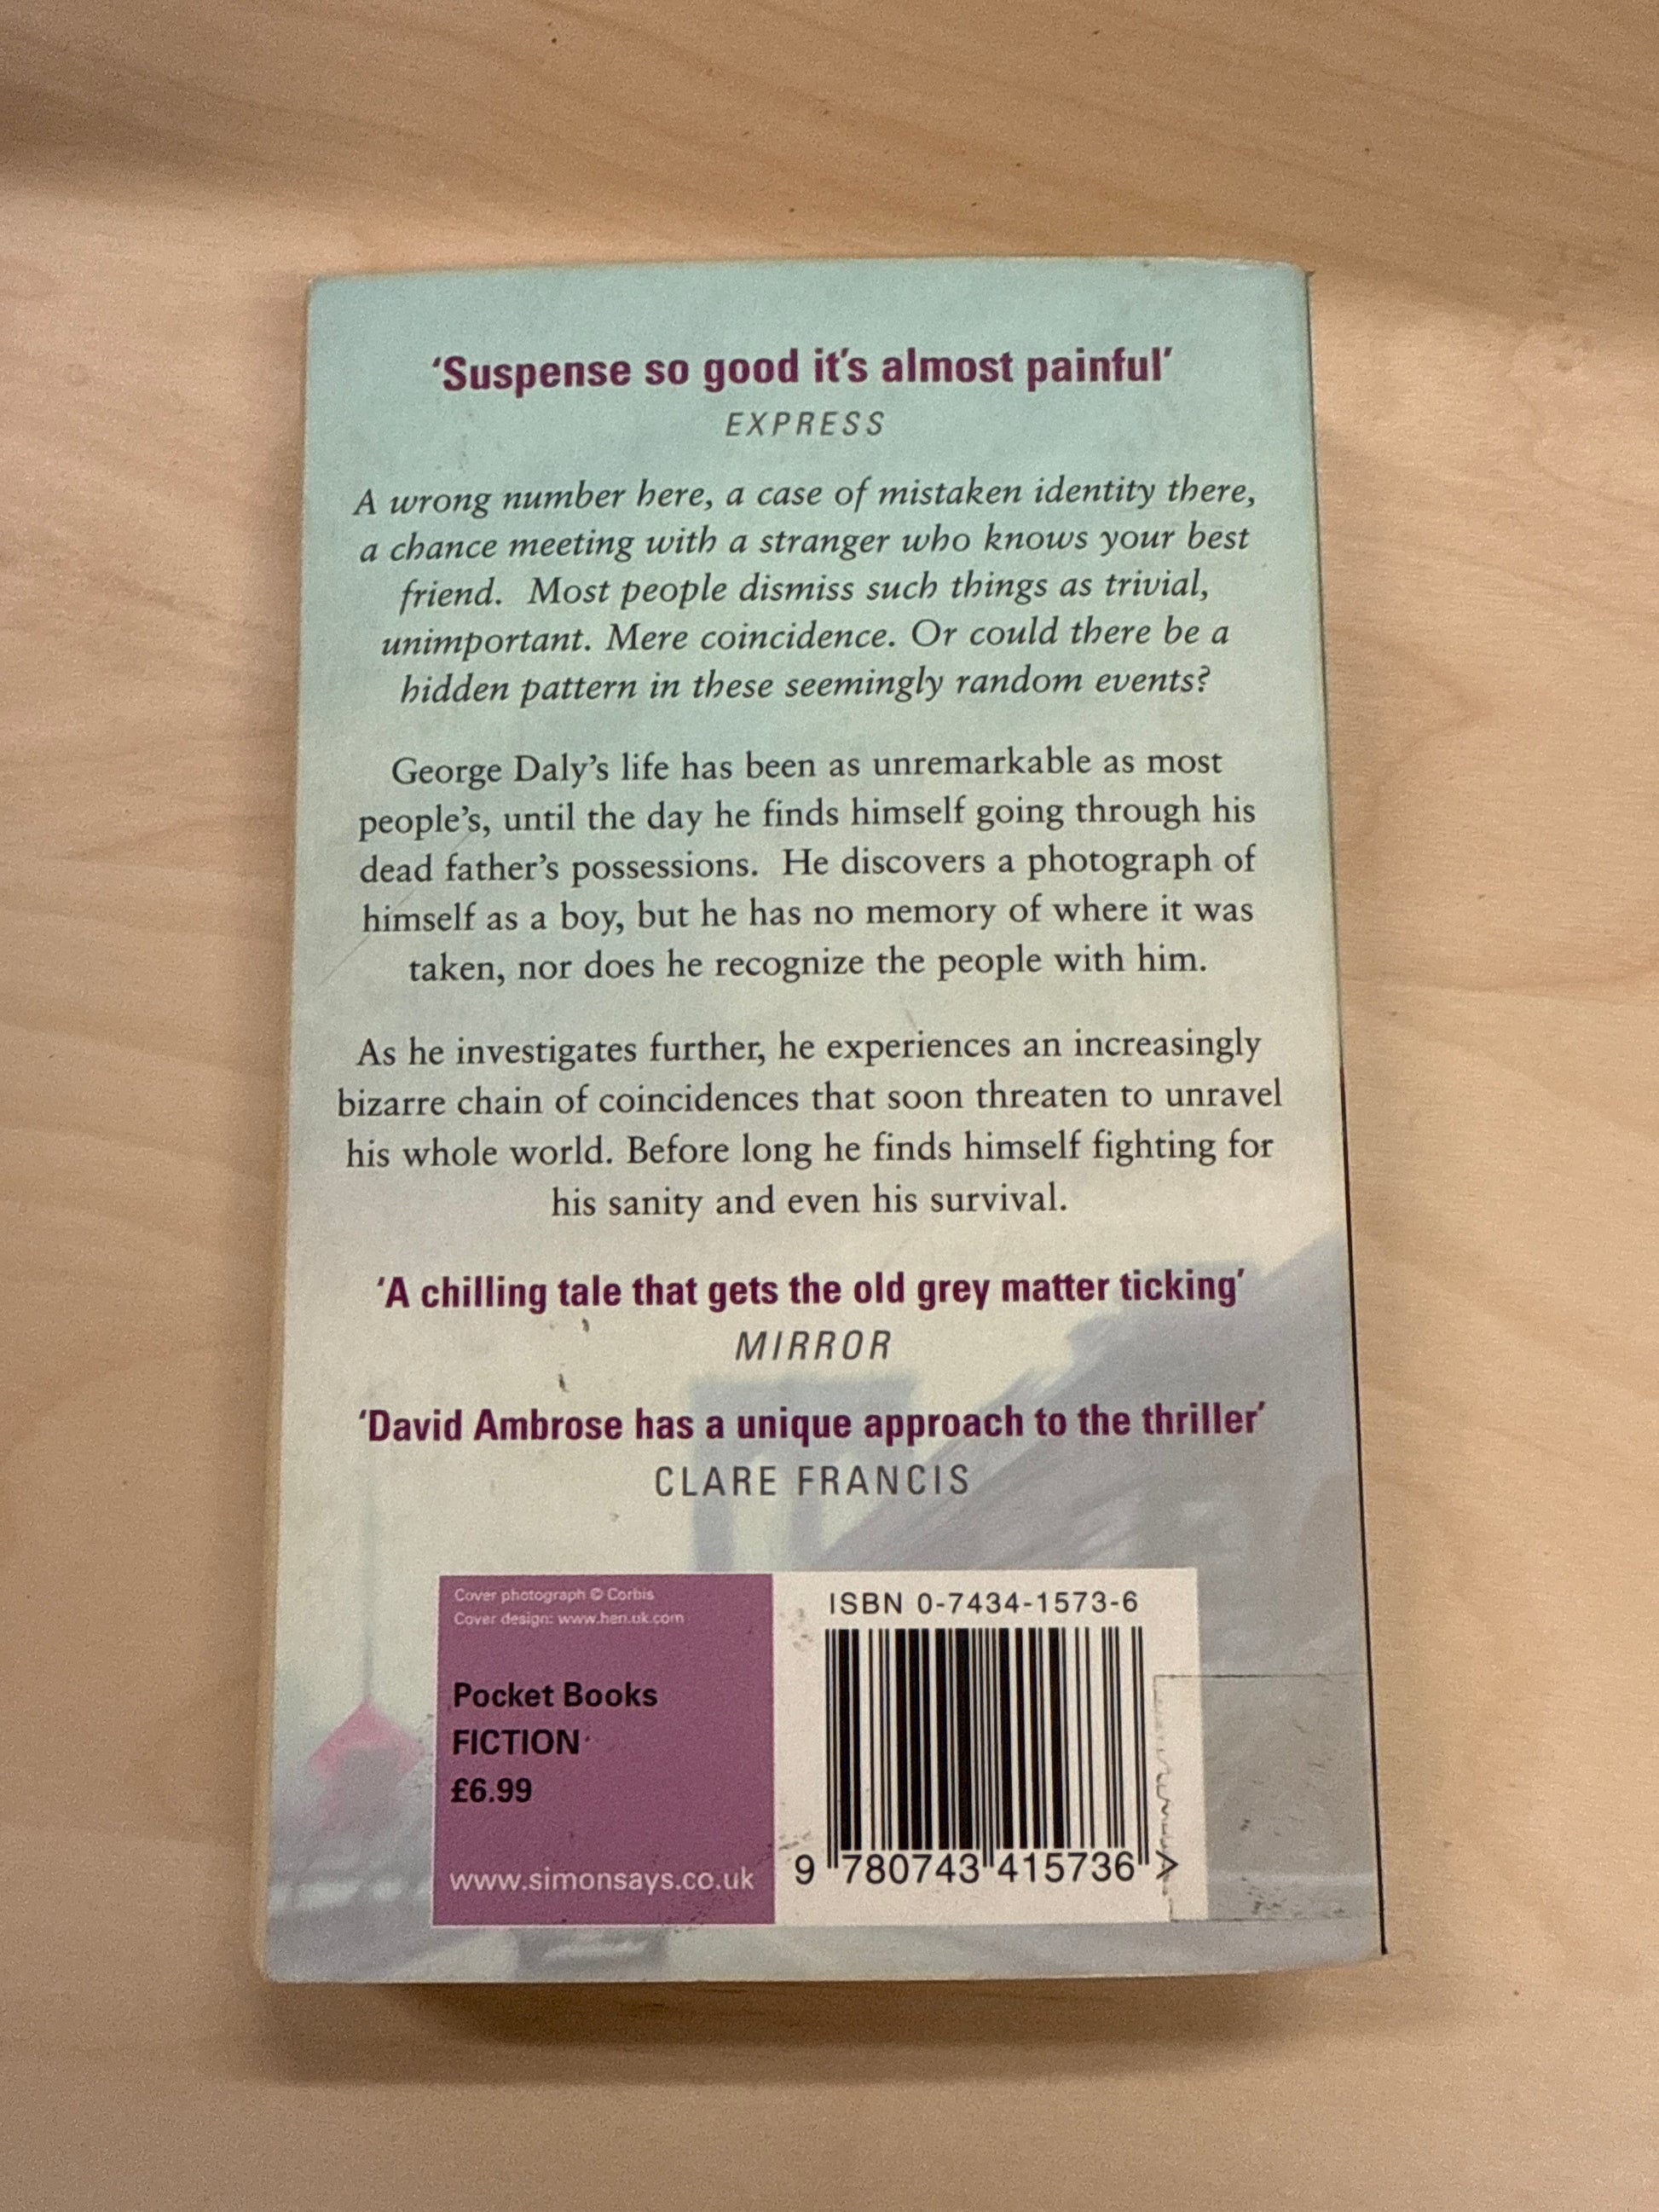 ‘Suspense so good it’s almost painful’
EXPRESS
A wrong number here, a case of mistaken identity there,
a chance meeting with a stranger who knows your best
friend. Most people dismiss such things as trivial,
unimportant. Mere coincidence. Or could there be a
hidden pattern in these seemingly random events?
George Daly’s life has been as unremarkable as most
people’s, until the day he finds himself going through his
dead father’s possessions. He discovers a photograph of
himself as a boy, but he has no memory of where it was
taken, nor does he recognize the people with him.
As he investigates further, he experiences an increasingly
bizarre chain of coincidences that soon threaten to unravel
his whole world. Before long he finds himself fighting for
his sanity and even his survival.
‘A chilling tale that gets the old grey matter ticking’
MIRROR
‘David Ambrose has a unique approach to the thriller’
CLARE FRANCIS
Cover photograph © Corbis
Cover design: www.hen.uk.com
Pocket Books
FICTION
£6.99
www.simonsays.co.uk
ISBN 0-7434-1573-6
9 780743 415736 >